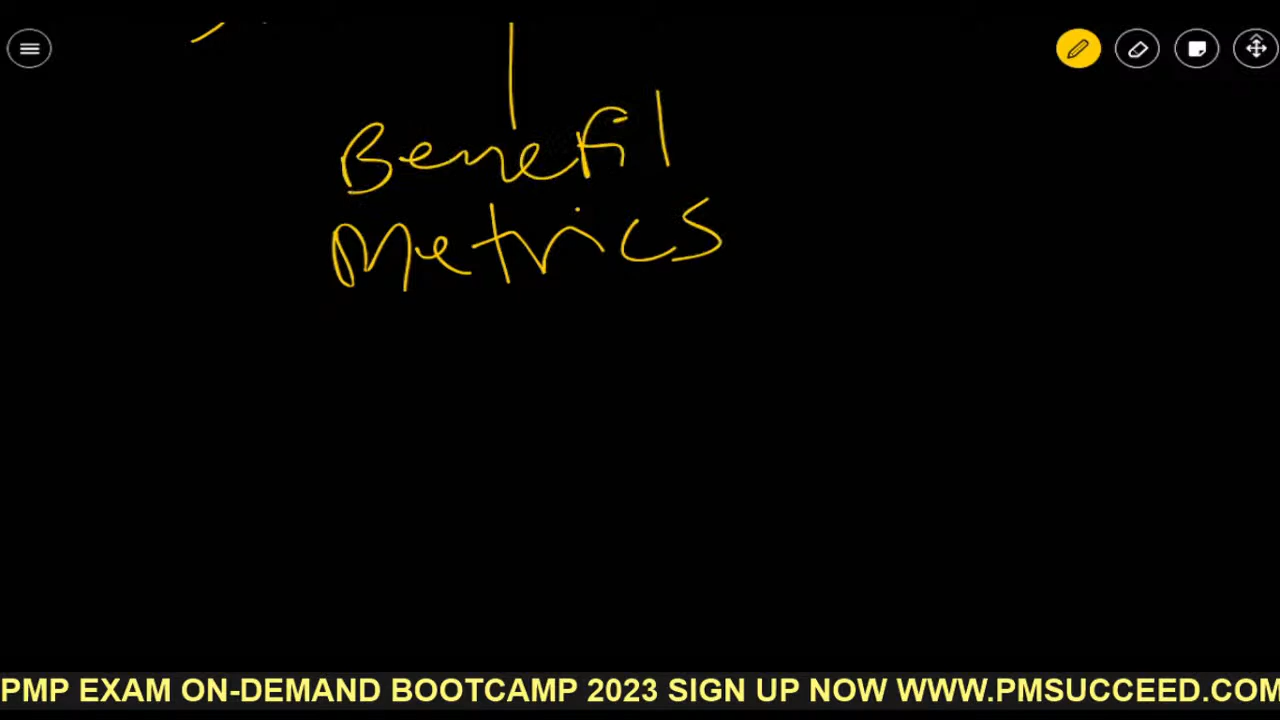 Benefit
Metrics
PMP EXAM ON-DEMAND BOOTCAMP 2023 SIGN UP NOW WWW.PMSUCCEED.COM